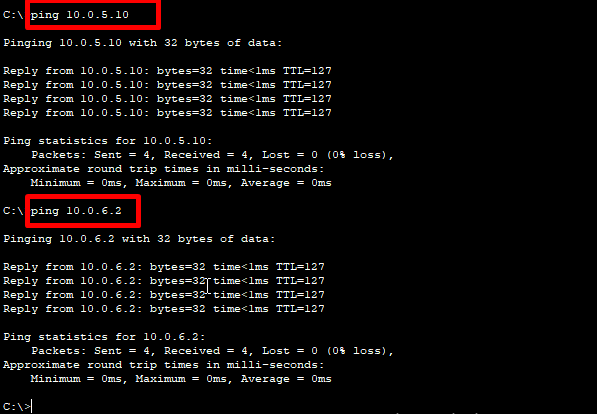 C:\ ping 10.0.5.10
Pinging 10.0.5.10 with 32 bytes of data:
Reply from 10.0.5.10: bytes=32 time<1ms TTL=127
Reply from 10.0.5.10: bytes=32 time<1ms TTL=127
Reply from 10.0.5.10: bytes=32 time<1ms TTL=127
Reply from 10.0.5.10: bytes=32 time<1ms TTL=127
Ping statistics for 10.0.5.10:
    Packets: Sent = 4, Received = 4, Lost = 0 (0% loss),
Approximate round trip times in milli-seconds:
    Minimum = 0ms, Maximum = 0ms, Average = 0ms
C:\ ping 10.0.6.2
Pinging 10.0.6.2 with 32 bytes of data:
Reply from 10.0.6.2: bytes=32 time<1ms TTL=127
Reply from 10.0.6.2: bytes=32 time<1ms TTL=127
Reply from 10.0.6.2: bytes=32 time<1ms TTL=127
Reply from 10.0.6.2: bytes=32 time<1ms TTL=127
Ping statistics for 10.0.6.2:
    Packets: Sent = 4, Received = 4, Lost = 0 (0% loss),
Approximate round trip times in milli-seconds:
    Minimum = 0ms, Maximum = 0ms, Average = 0ms
C:\>